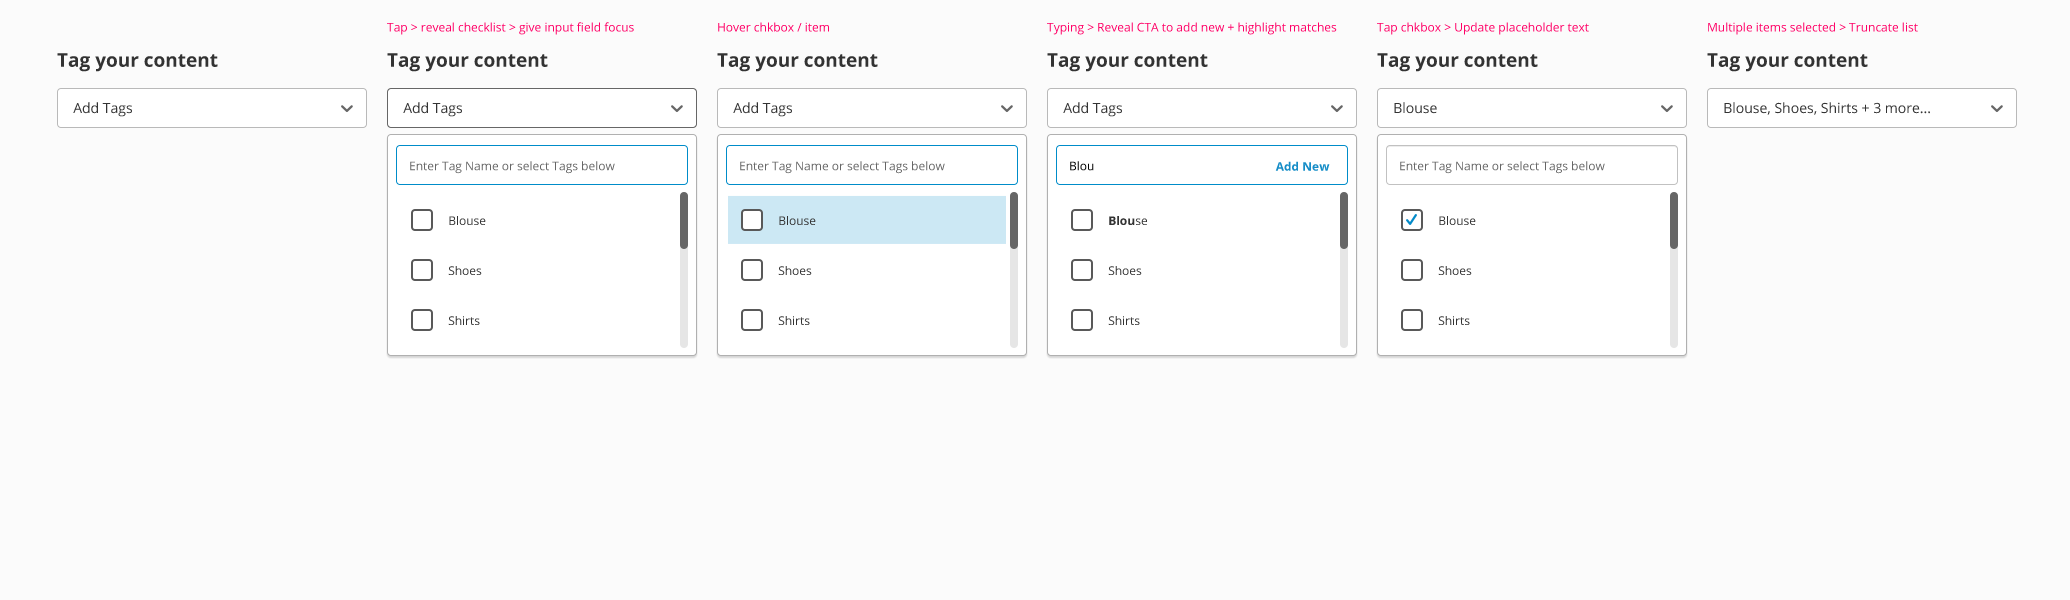 Tag your content
Add Tags
Tap > reveal checklist > give input field focus
Tag your content
Add Tags
Enter Tag Name or select Tags below
Blouse
Shoes
Shirts
Hover chkbox / item
Tag your content
Add Tags
Enter Tag Name or select Tags below
Blouse
Shoes
Shirts
Typing > Reveal CTA to add new + highlight matches
Tag your content
Add Tags
Blou Add New
Blouse
Shoes
Shirts
Tap chkbox > Update placeholder text
Tag your content
Blouse
Enter Tag Name or select Tags below
Blouse
Shoes
Shirts
Multiple items selected > Truncate list
Tag your content
Blouse, Shoes, Shirts + 3 more...